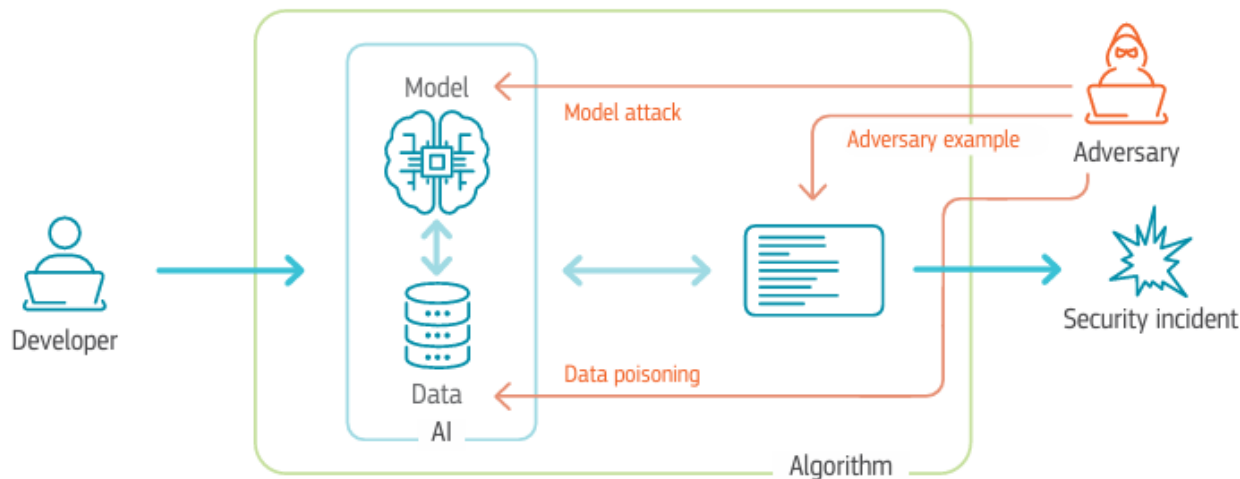 Model
Model attack
Adversary example
Adversary
Developer
Security incident
Data poisoning
Data
AI
Algorithm